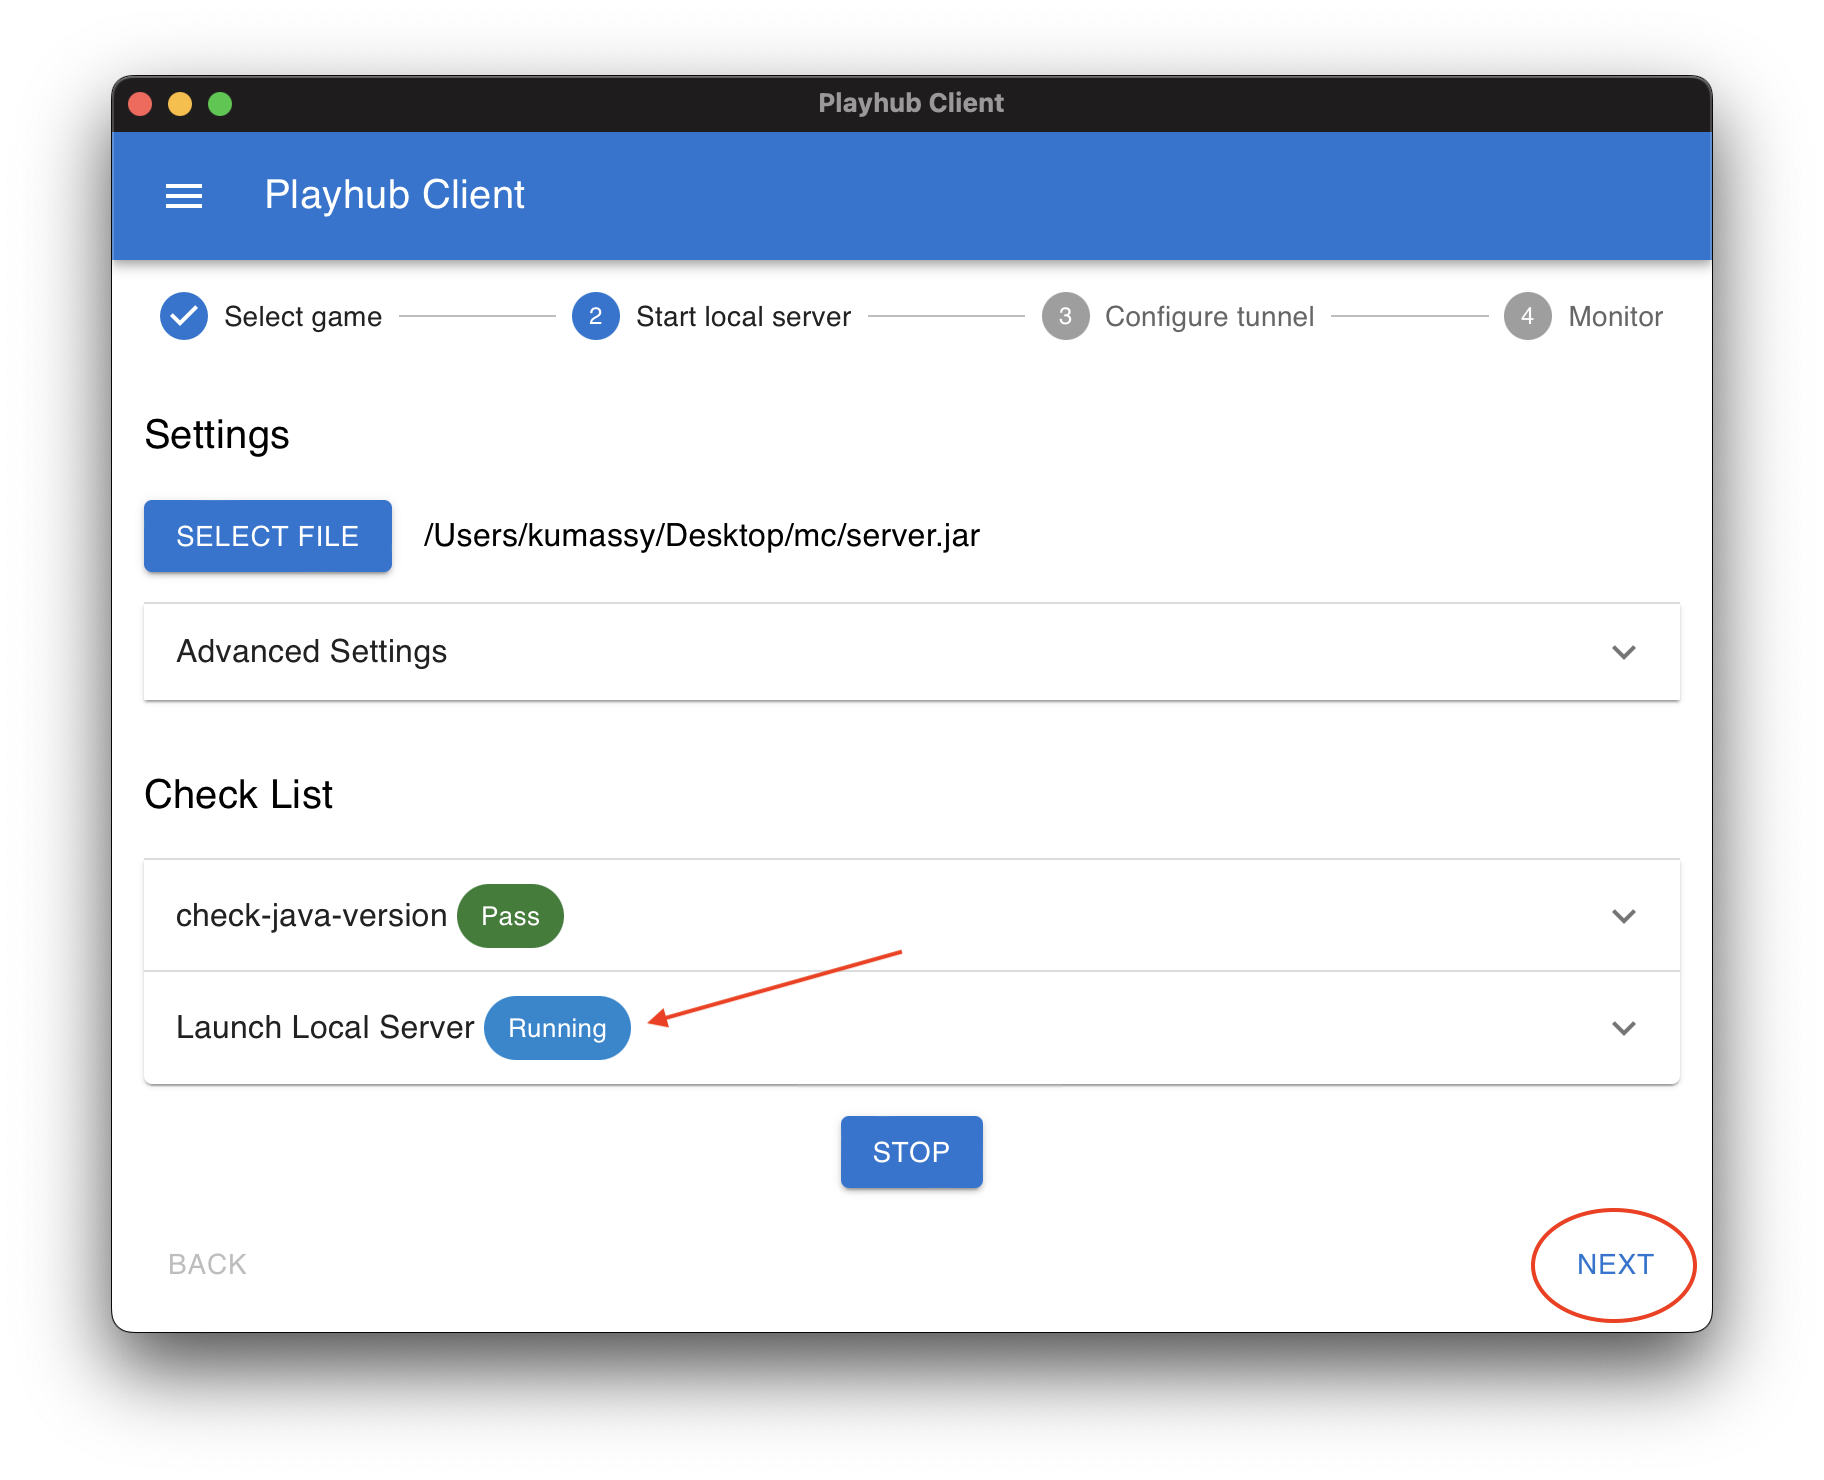 Playhub Client
Playhub Client
Select game
2 Start local server
3 Configure tunnel
4 Monitor
Settings
SELECT FILE /Users/kumassy/Desktop/mc/server.jar
Advanced Settings
Check List
check-java-version Pass
Launch Local Server Running
STOP
BACK
NEXT